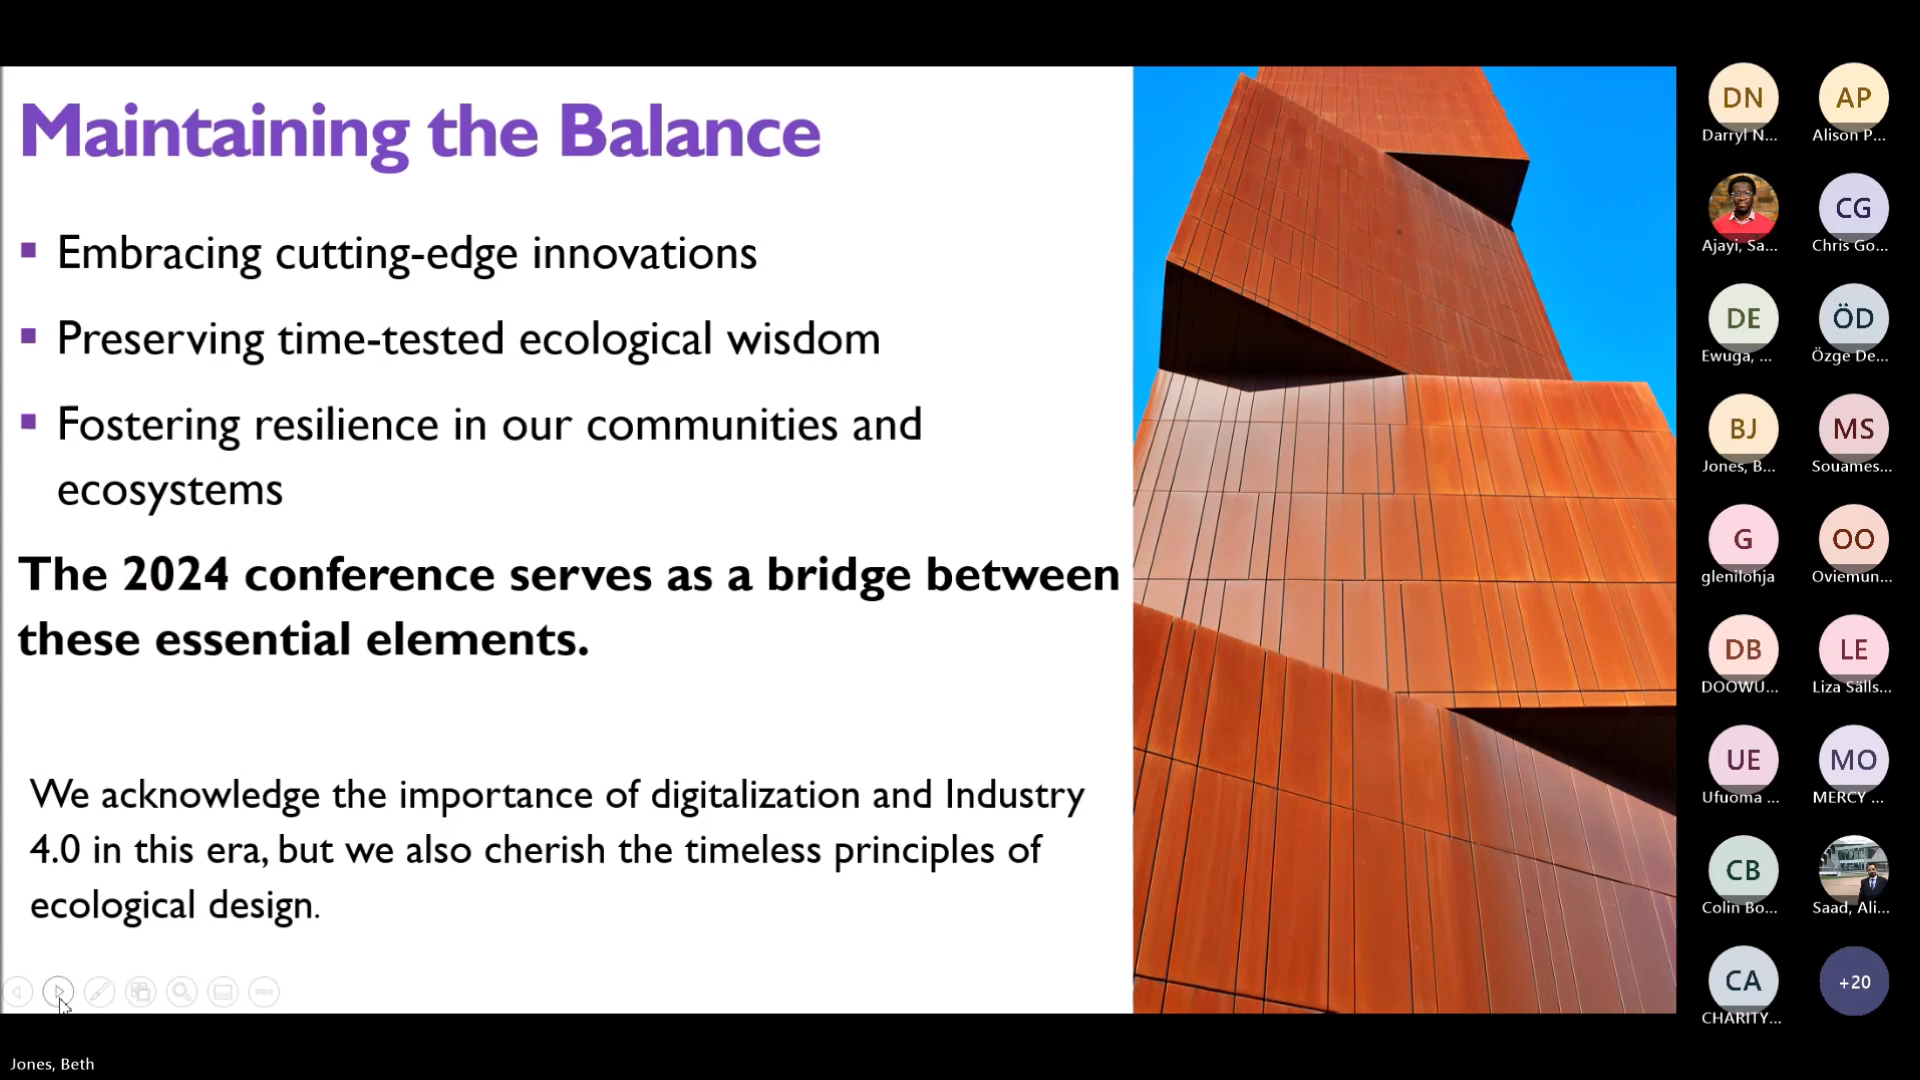 Maintaining the Balance
Embracing cutting-edge innovations
Preserving time-tested ecological wisdom
Fostering resilience in our communities and
ecosystems
The 2024 conference serves as a bridge between
these essential elements.
We acknowledge the importance of digitalization and Industry
4.0 in this era, but we also cherish the timeless principles of
ecological design.
DN
Darryl N...
AP
Alison P...
Ajayi, Sa...
CG
Chris Go...
DE
Ewuga, ...
ÖD
Özge De...
BJ
Jones, B...
MS
Souames...
G
glenilohja
OO
Oviemun...
DB
DOOWU...
LE
Liza Sälls...
UE
Ufuoma ...
MO
MERCY ...
CB
Colin Bo...
Saad, Ali...
CA
CHARITY...
+20
Jones, Beth